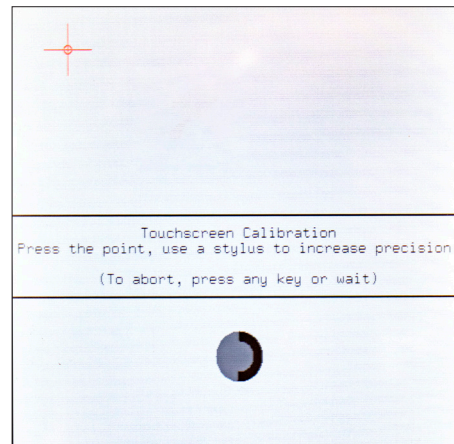 Touchscreen Calibration
Press the point, use a stylus to increase precision
(To abort, press any key or wait)